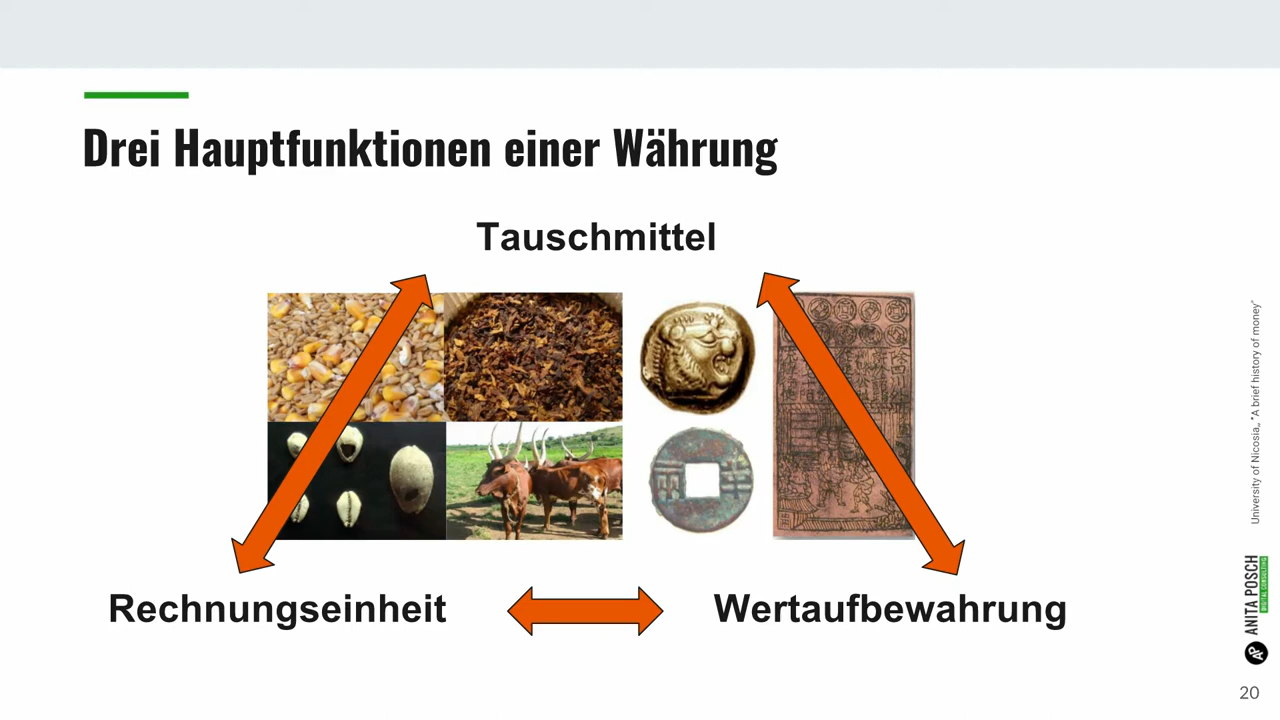 Drei Hauptfunktionen einer Währung
Tauschmittel
Rechnungseinheit
Wertaufbewahrung
University of Nicosia,, "A brief history of money"
ANITA POSCH
DIGITAL CONSULTING
AP
20